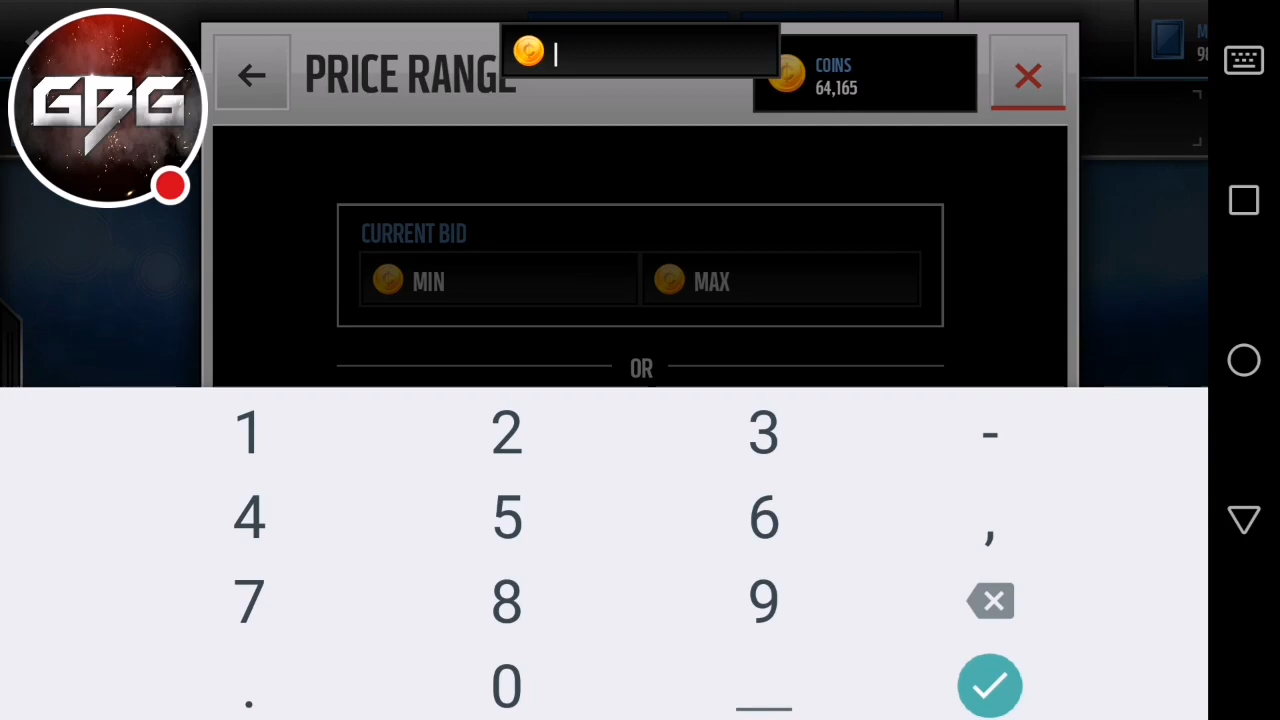 GBG
PRICE RANGE
COINS
64,165
M
98
CURRENT BID
MIN
MAX
OR
1 2 3 -
4 5 6 ,
7 8 9
. 0